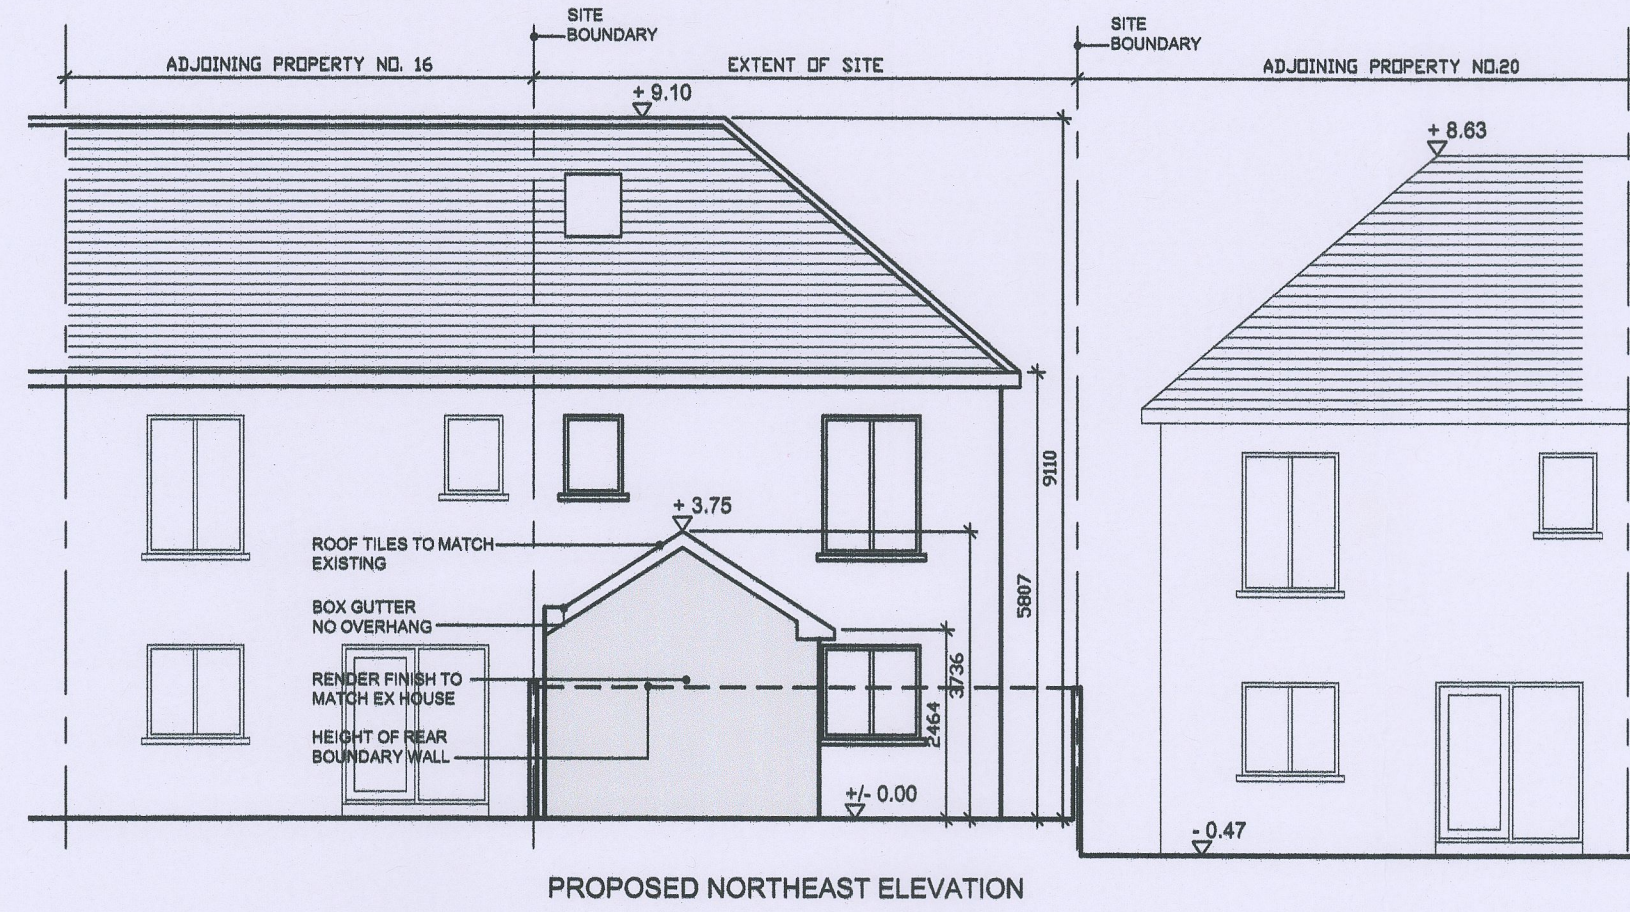 SITE
BOUNDARY
SITE
BOUNDARY
ADJOINING PROPERTY NO. 16
EXTENT OF SITE
ADJOINING PROPERTY NO.20
+ 9.10
+ 8.63
9110
+ 3.75
ROOF TILES TO MATCH
EXISTING
5807
BOX GUTTER
NO OVERHANG
3736
RENDER FINISH TO
MATCH EX HOUSE
2464
HEIGHT OF REAR
BOUNDARY WALL
+/- 0.00
- 0.47
PROPOSED NORTHEAST ELEVATION